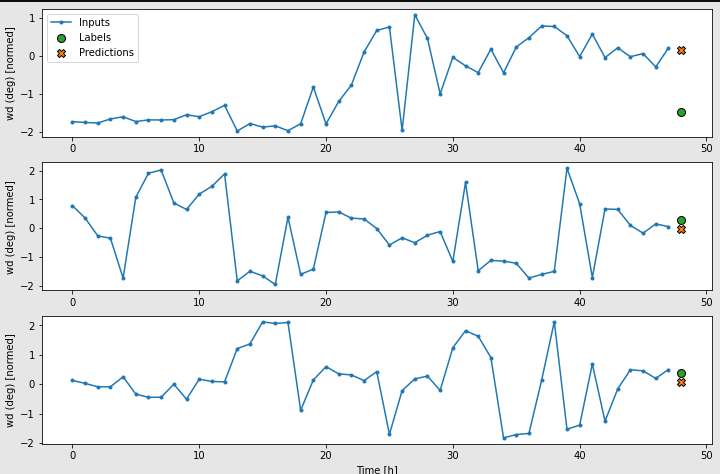 Inputs
Labels
Predictions
wd (deg) [normed]
1
0
−1
−2
0 10 20 30 40 50
wd (deg) [normed]
2
1
0
−1
−2
0 10 20 30 40 50
wd (deg) [normed]
2
1
0
−1
−2
0 10 20 30 40 50
Time [h]